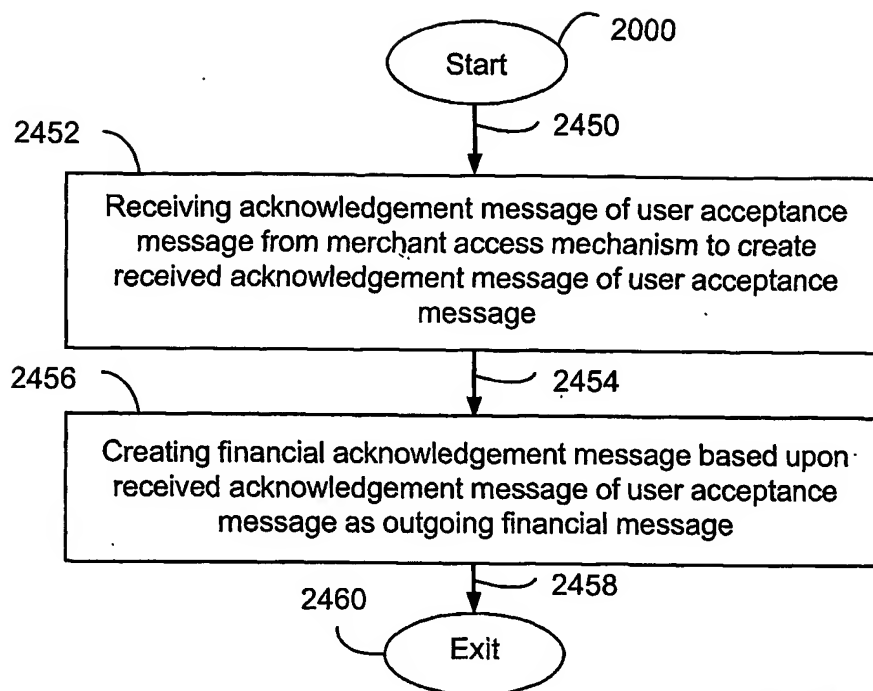 2000
Start
2450
2452
Receiving acknowledgement message of user acceptance
message from merchant access mechanism to create
received acknowledgement message of user acceptance
message
2454
2456
Creating financial acknowledgement message based upon
received acknowledgement message of user acceptance
message as outgoing financial message
2458
2460
Exit